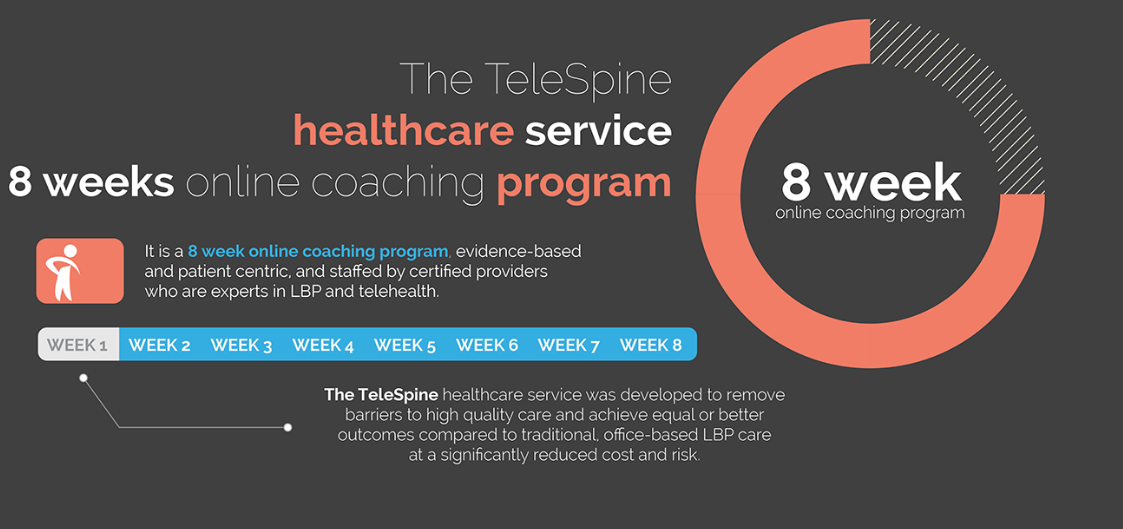 The TeleSpine
healthcare service
8 weeks online coaching program
8 week
online coaching program
It is a 8 week online coaching program, evidence-based
and patient centric, and staffed by certified providers
who are experts in LBP and telehealth.
WEEK 1 WEEK 2 WEEK 3 WEEK 4 WEEK 5 WEEK 6 WEEK 7 WEEK 8
The TeleSpine healthcare service was developed to remove
barriers to high quality care and achieve equal or better
outcomes compared to traditional, office-based LBP care
at a significantly reduced cost and risk.